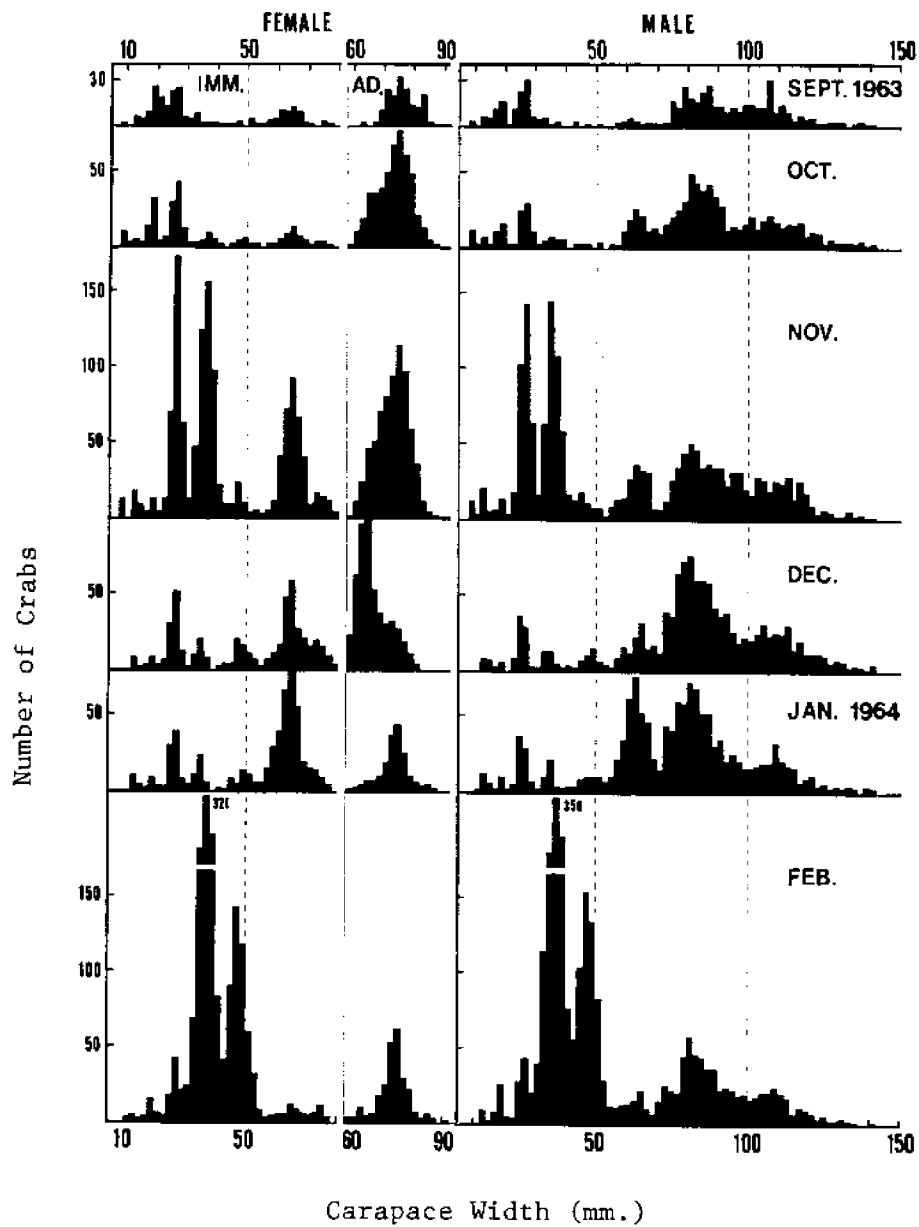 FEMALE MALE
10 50 60 90 10 50 100 150
30 IMM. AD. SEPT. 1963
50 OCT.
150 NOV.
100
50
50 DEC.
50 JAN. 1964
350 FEB.
150
100
50
10 50 60 90 50 100 150
Number of Crabs
Carapace Width (mm.)